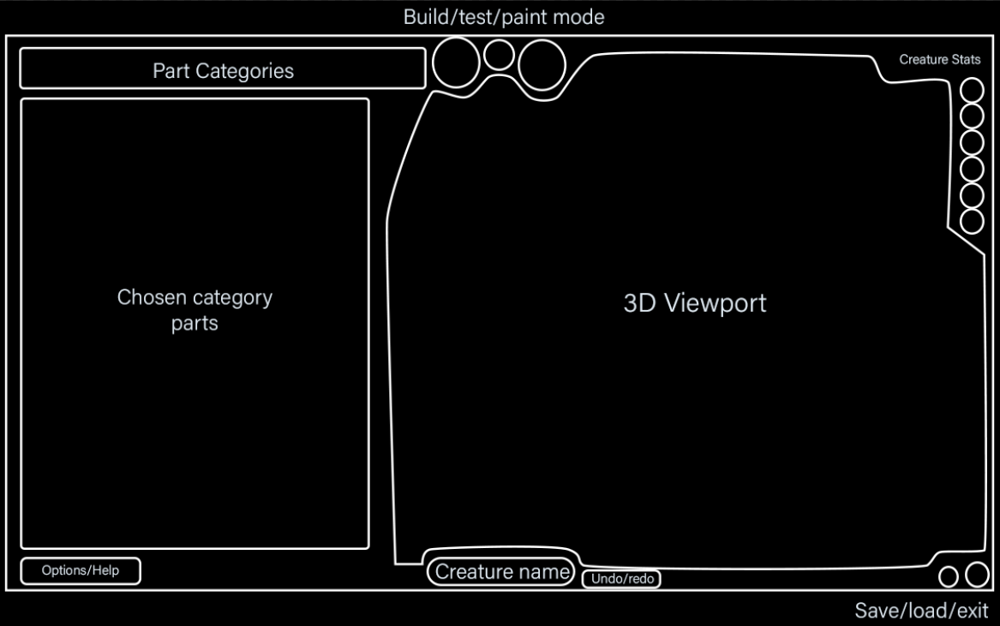 Build/test/paint mode
Part Categories
Creature Stats
Chosen category
parts
3D Viewport
Options/Help
Creature name
Undo/redo
Save/load/exit